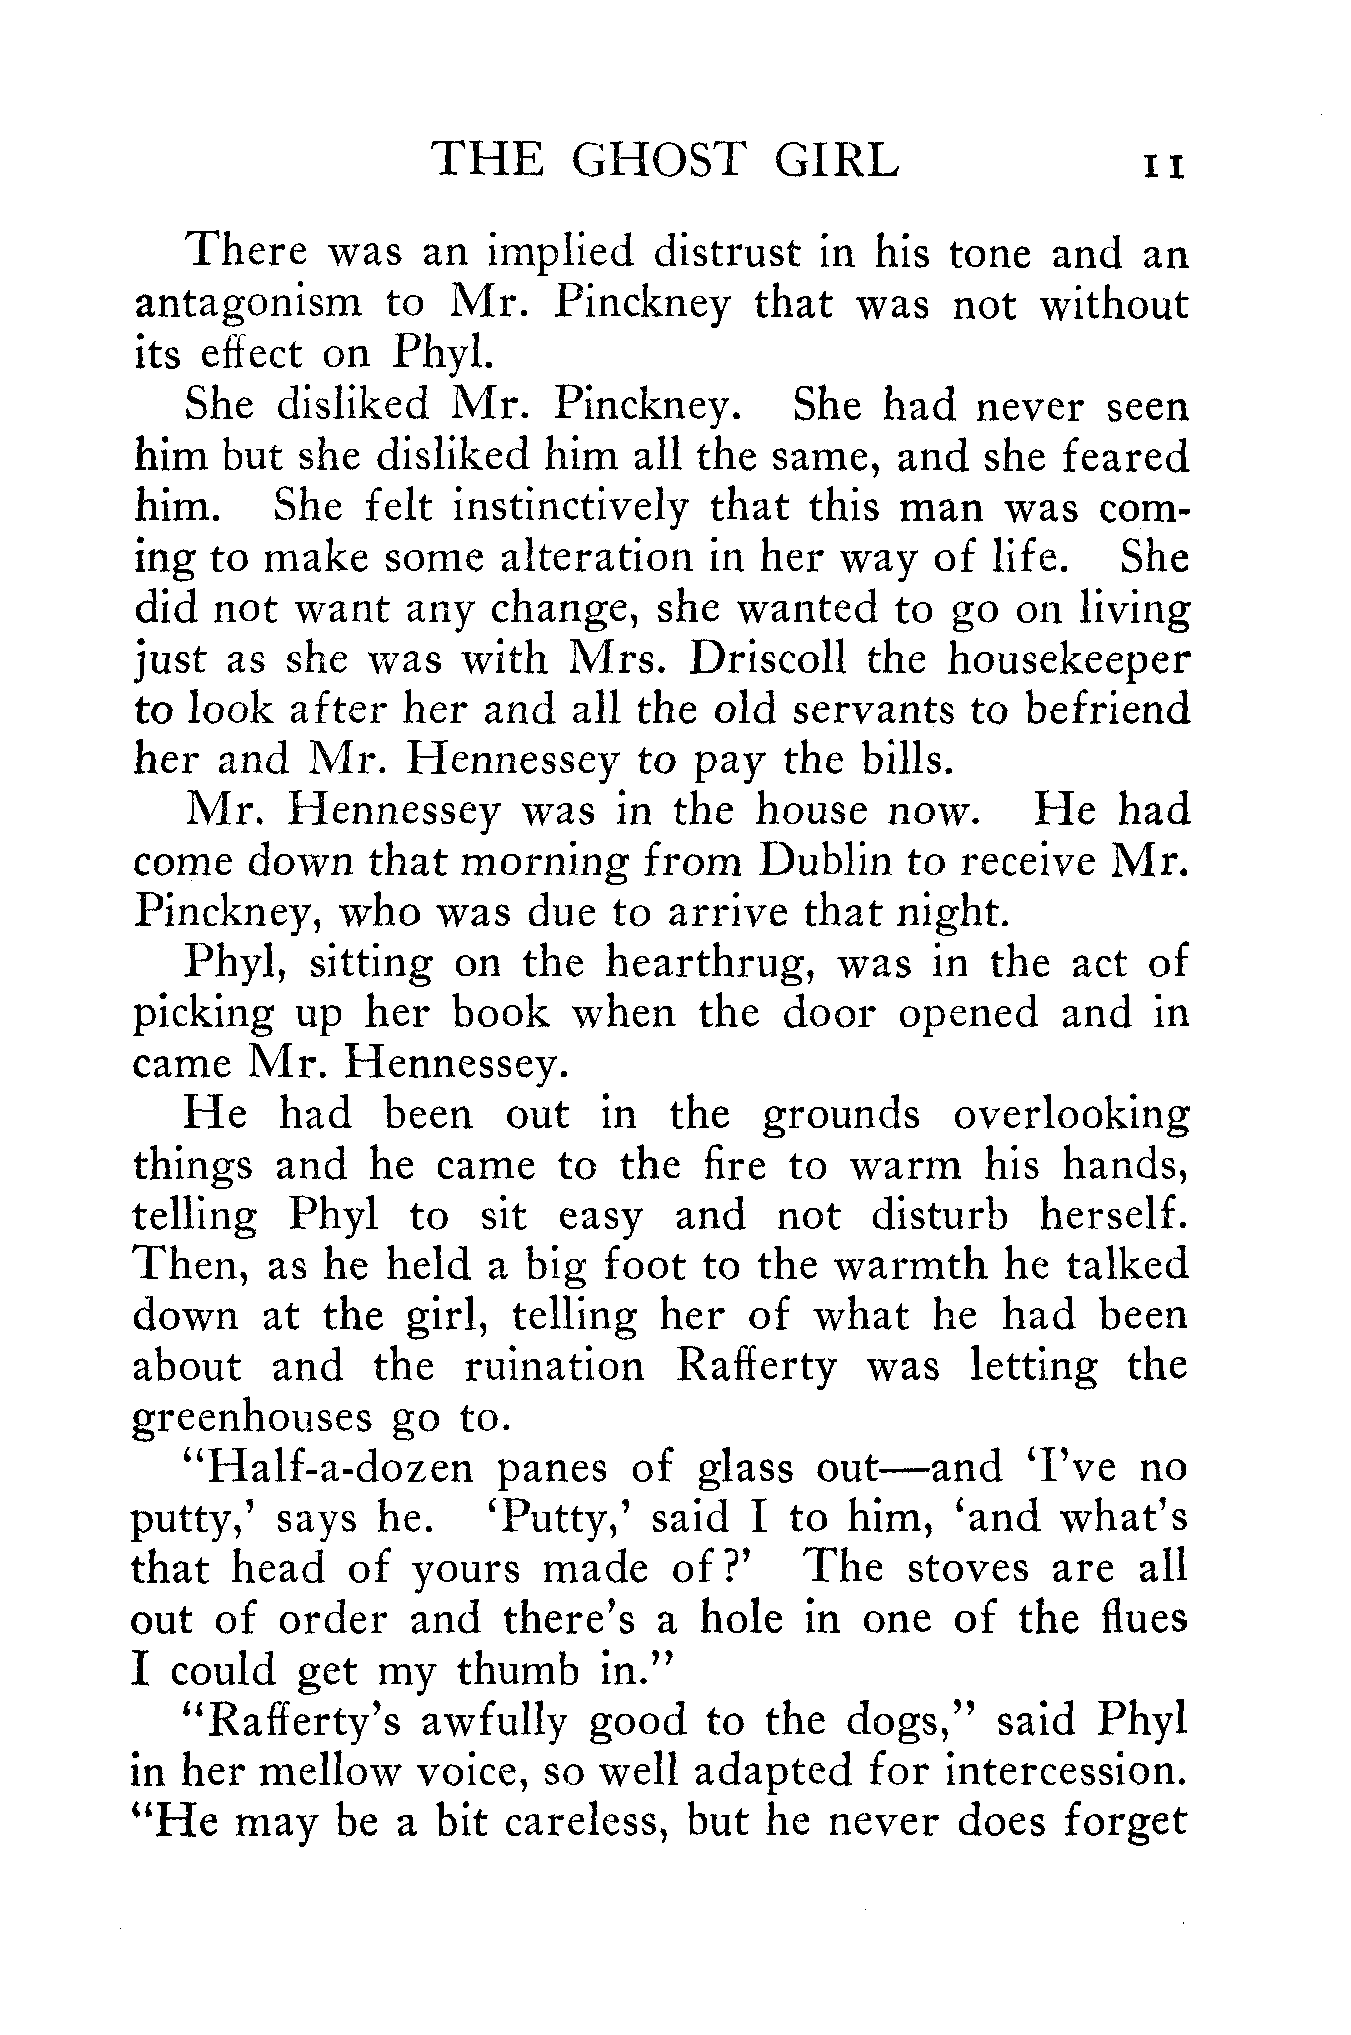 THE GHOST GIRL 11
There was an implied distrust in his tone and an
antagonism to Mr. Pinckney that was not without
its effect on Phyl.
She disliked Mr. Pinckney. She had never seen
him but she disliked him all the same, and she feared
him. She felt instinctively that this man was com-
ing to make some alteration in her way of life. She
did not want any change, she wanted to go on living
just as she was with Mrs. Driscoll the housekeeper
to look after her and all the old servants to befriend
her and Mr. Hennessey to pay the bills.
Mr. Hennessey was in the house now. He had
come down that morning from Dublin to receive Mr.
Pinckney, who was due to arrive that night.
Phyl, sitting on the hearthrug, was in the act of
picking up her book when the door opened and in
came Mr. Hennessey.
He had been out in the grounds overlooking
things and he came to the fire to warm his hands,
telling Phyl to sit easy and not disturb herself.
Then, as he held a big foot to the warmth he talked
down at the girl, telling her of what he had been
about and the ruination Rafferty was letting the
greenhouses go to.
“Half-a-dozen panes of glass out—and ‘I’ve no
putty,’ says he. ‘Putty,’ said I to him, ‘and what’s
that head of yours made of?’ The stoves are all
out of order and there’s a hole in one of the flues
I could get my thumb in.”
“Rafferty’s awfully good to the dogs,” said Phyl
in her mellow voice, so well adapted for intercession.
“He may be a bit careless, but he never does forget